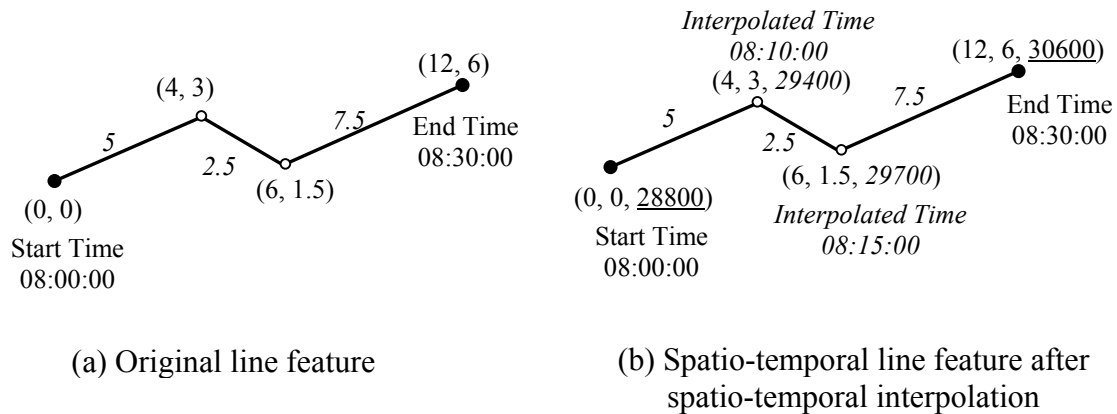 (0, 0)
Start Time
08:00:00
5
(4, 3)
2.5
(6, 1.5)
7.5
(12, 6)
End Time
08:30:00
(a) Original line feature
(0, 0, 28800)
Start Time
08:00:00
5
Interpolated Time
08:10:00
(4, 3, 29400)
2.5
(6, 1.5, 29700)
Interpolated Time
08:15:00
7.5
(12, 6, 30600)
End Time
08:30:00
(b) Spatio-temporal line feature after
spatio-temporal interpolation